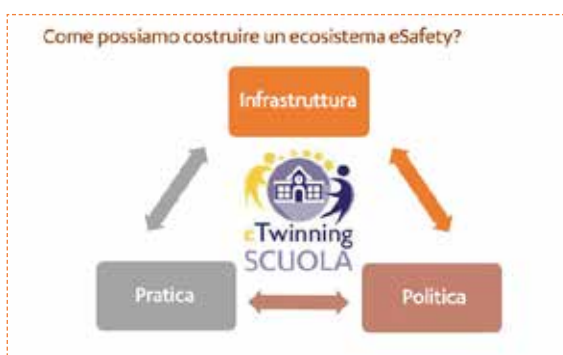 Come possiamo costruire un ecosistema eSafety?
Infrastruttura
eTwinning
SCUOLA
Pratica
Politica